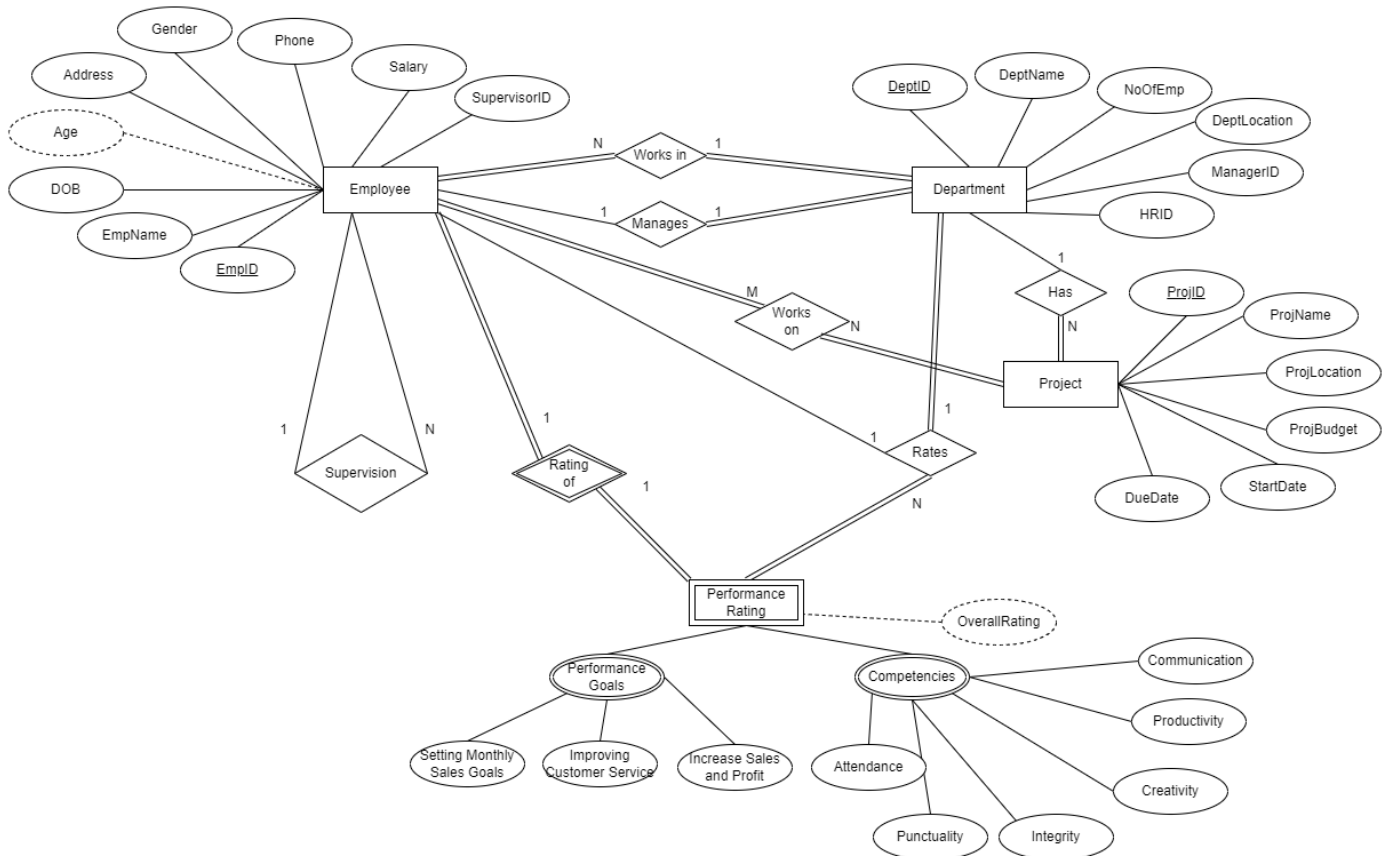 Gender
Phone
Salary
Address
SupervisorID
Age
DOB
EmpName
EmpID
Employee
N
Works in
1
1
Manages
1
DeptID
DeptName
NoOfEmp
DeptLocation
ManagerID
HRID
Department
1
Has
N
M
Works
on
N
ProjID
ProjName
ProjLocation
ProjBudget
StartDate
DueDate
Project
1
N
Supervision
1
Rating
of
1
1
1
Rates
N
Performance
Rating
OverallRating
Performance
Goals
Competencies
Setting Monthly
Sales Goals
Improving
Customer Service
Increase Sales
and Profit
Attendance
Communication
Productivity
Creativity
Punctuality
Integrity